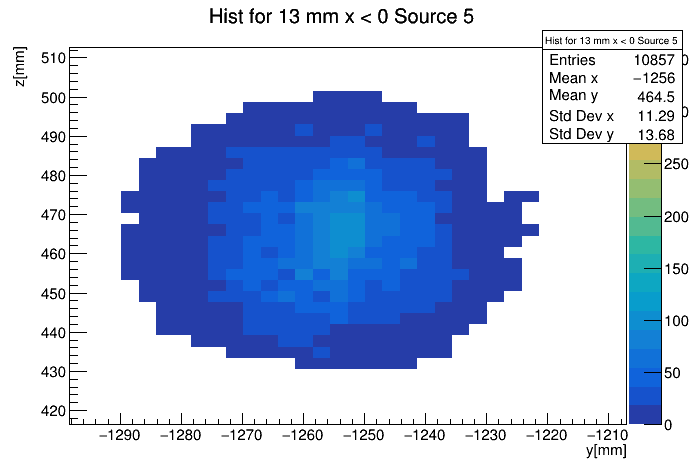 Hist for 13 mm x < 0 Source 5
z[mm]
Hist for 13 mm x < 0 Source 5
Entries 10857
Mean x −1256
Mean y 464.5
Std Dev x 11.29
Std Dev y 13.68
510
500
490
480
470
460
450
440
430
420
250
200
150
100
50
0
−1290 −1280 −1270 −1260 −1250 −1240 −1230 −1220 −1210
y[mm]